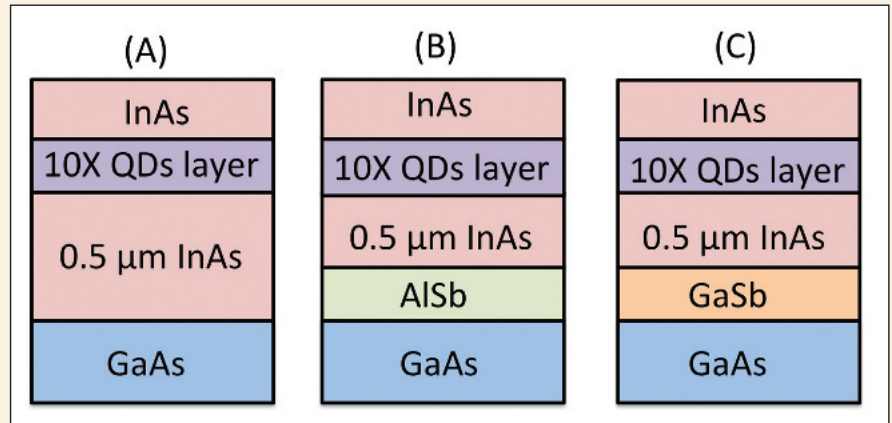 (A)
InAs
10X QDs layer
0.5 μm InAs
GaAs
(B)
InAs
10X QDs layer
0.5 μm InAs
AlSb
GaAs
(C)
InAs
10X QDs layer
0.5 μm InAs
GaSb
GaAs